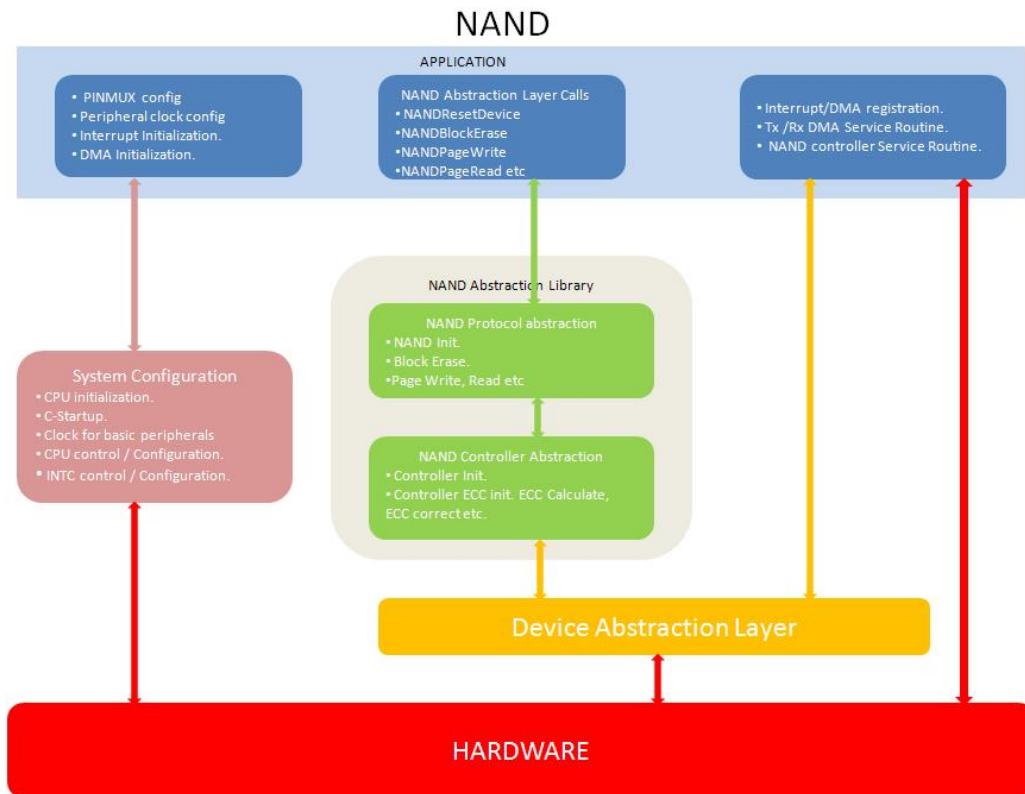 NAND
APPLICATION
• PINMUX config
• Peripheral clock config
• Interrupt Initialization.
• DMA Initialization.
NAND Abstraction Layer Calls
• NANDResetDevice
• NANDBlockErase
• NANDPageWrite
• NANDPageRead etc
• Interrupt/DMA registration.
• Tx /Rx DMA Service Routine.
• NAND controller Service Routine.
NAND Abstraction Library
NAND Protocol abstraction
• NAND Init.
• Block Erase.
• Page Write, Read etc
System Configuration
• CPU initialization.
• C-Startup.
• Clock for basic peripherals
• CPU control / Configuration.
• INTC control / Configuration.
NAND Controller Abstraction
• Controller Init.
• Controller ECC init. ECC Calculate,
ECC correct etc.
Device Abstraction Layer
HARDWARE